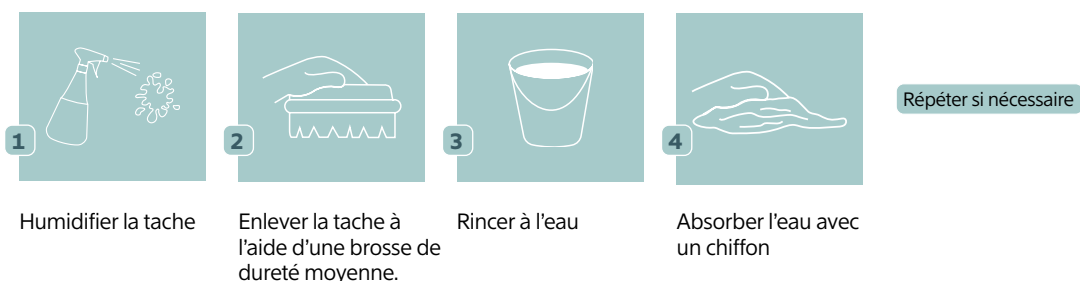 1
2
3
4
Répéter si nécessaire
Humidifier la tache
Enlever la tache à
l’aide d’une brosse de
dureté moyenne.
Rincer à l’eau
Absorber l’eau avec
un chiffon